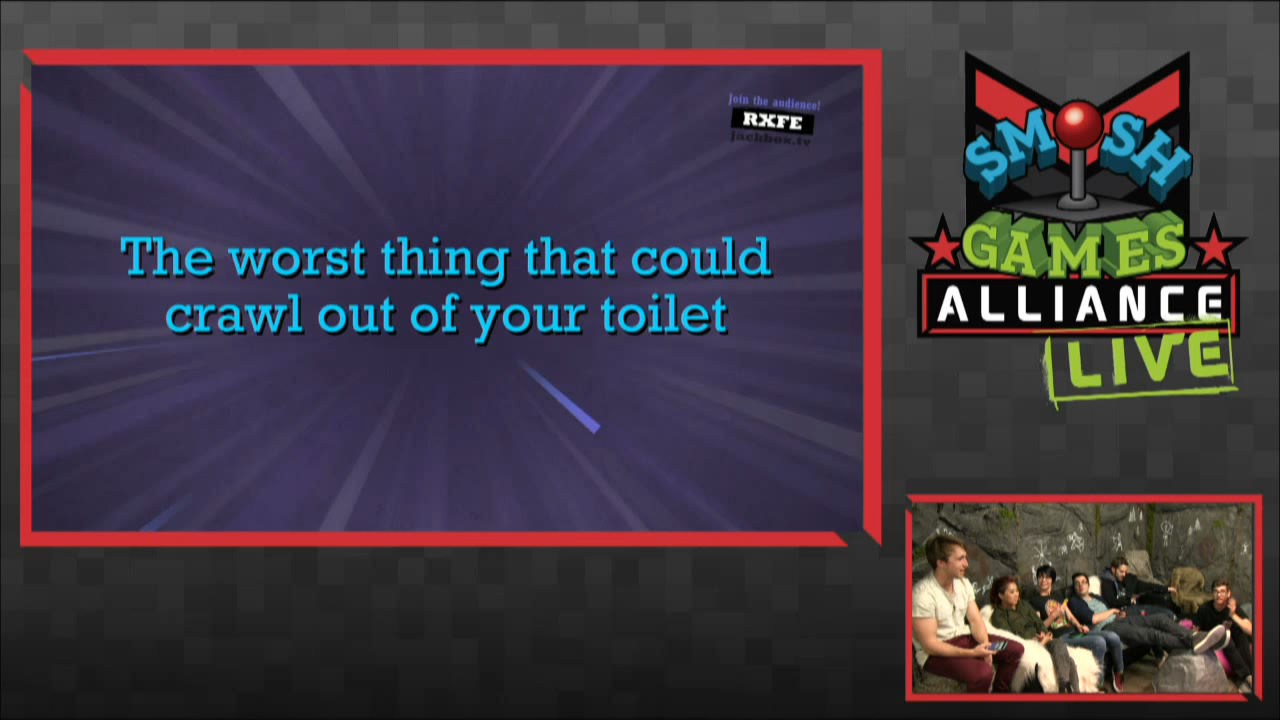 Join the audience!
RXFE
jackbox.tv
The worst thing that could
crawl out of your toilet
SMOSH
GAMES
ALLIANCE
LIVE